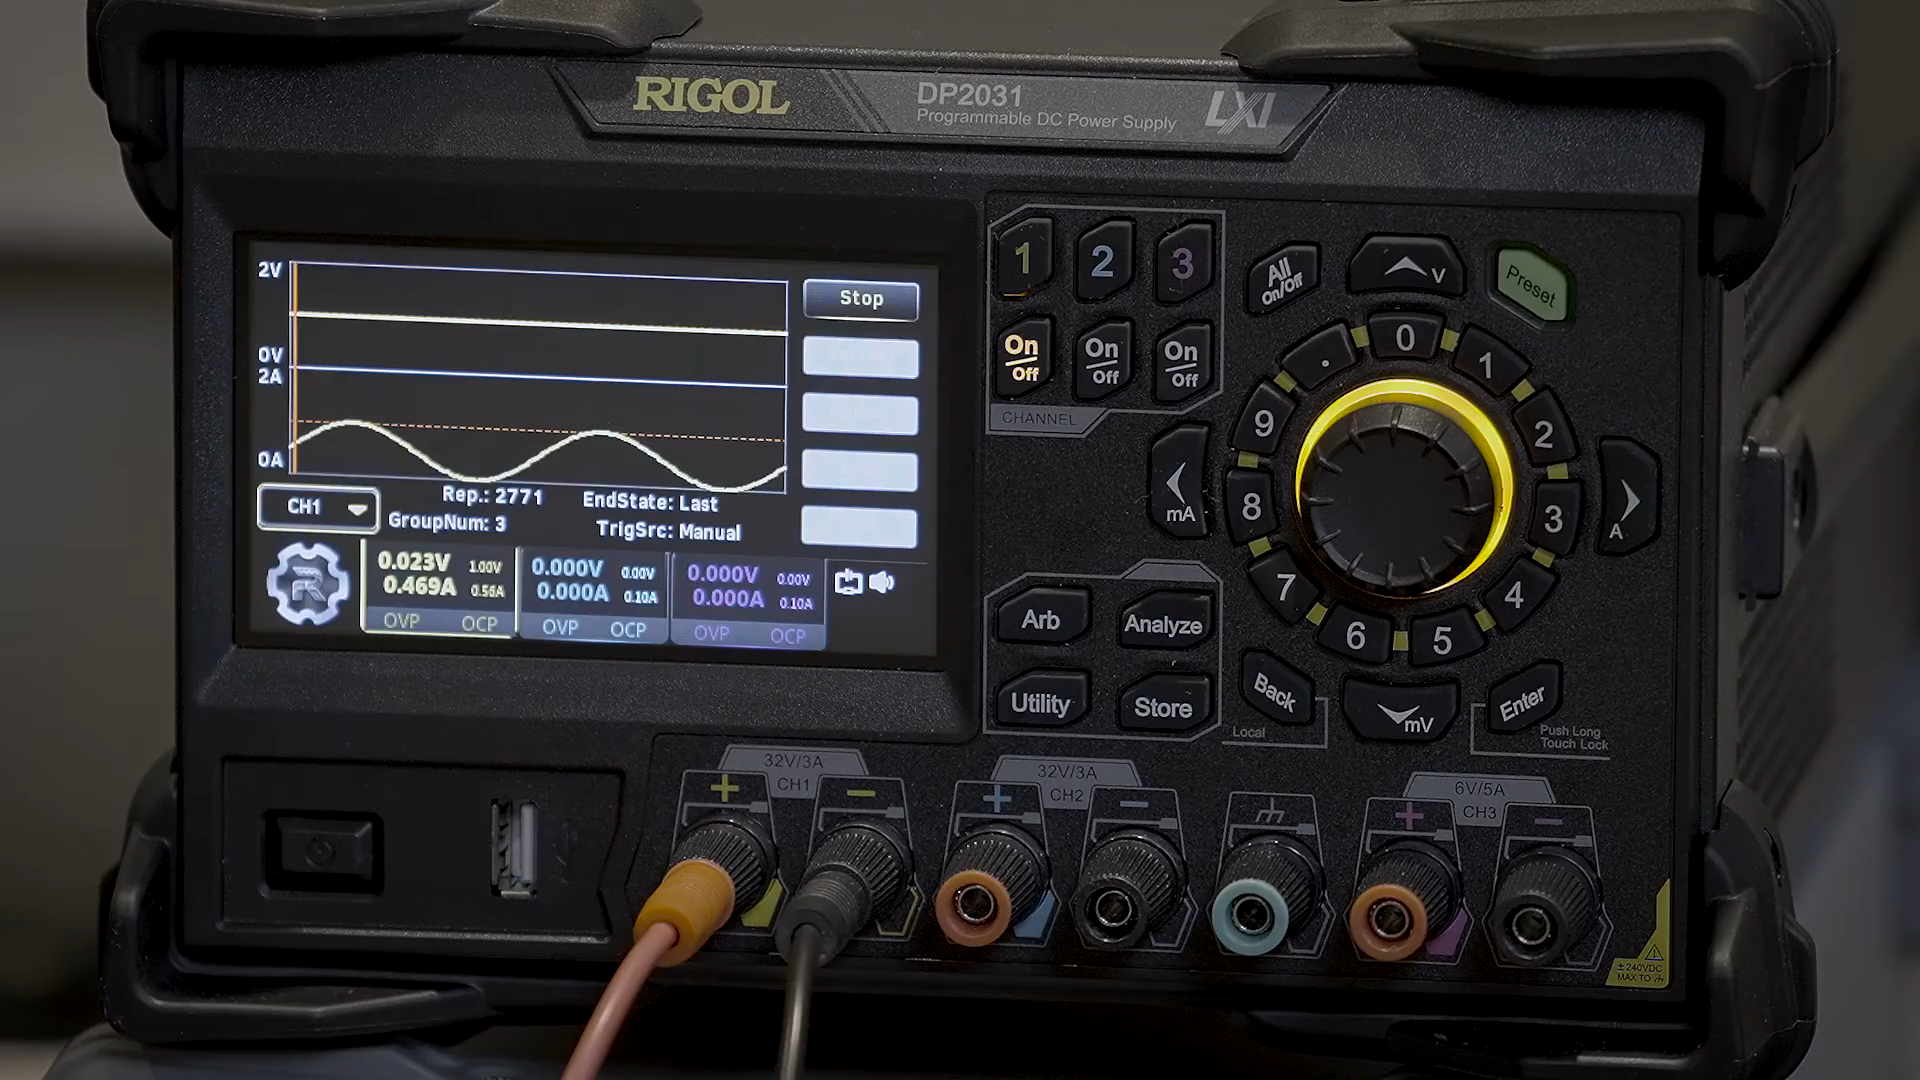 RIGOL
DP2031
Programmable DC Power Supply
LXI
2V
0V
2A
0A
Stop
CH1
Rep.: 2771
EndState: Last
GroupNum: 3
TrigSrc: Manual
0.023V 1.00V
0.469A 0.56A
OVP OCP
0.000V 0.00V
0.000A 0.10A
OVP OCP
0.000V 0.00V
0.000A 0.10A
OVP OCP
R
1 2 3
On/Off On/Off On/Off
CHANNEL
All
On/Off
V
Preset
. 0 1 2 3 4 5 6 7 8 9
mA
A
mV
Arb
Analyze
Utility
Store
Back
Local
Enter
Push Long
Touch Lock
32V/3A
CH1
+ −
32V/3A
CH2
+ −
6V/5A
CH3
+ −
±240VDC
MAX TO